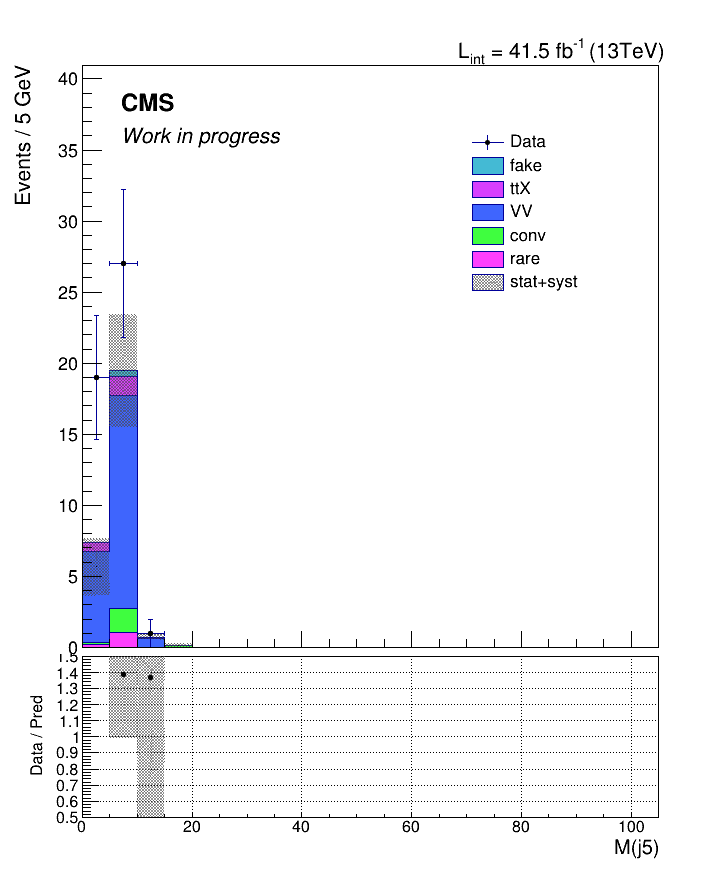 L_int = 41.5 fb^-1 (13TeV)
Events / 5 GeV
CMS
Work in progress
Data
fake
ttX
VV
conv
rare
stat+syst
40
35
30
25
20
15
10
5
0
Data / Pred
1.5
1.4
1.3
1.2
1.1
1
0.9
0.8
0.7
0.6
0.5
0 20 40 60 80 100
M(j5)